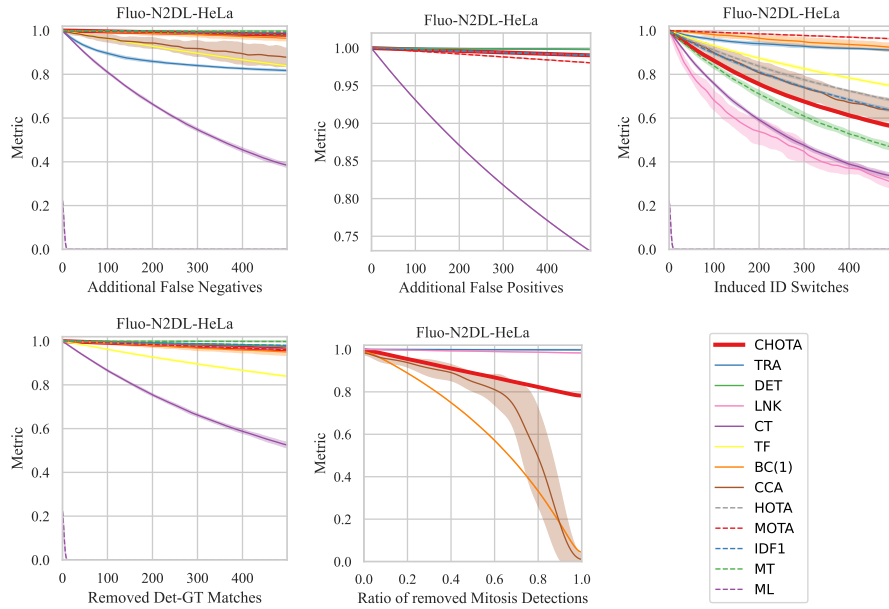 Fluo-N2DL-HeLa
Metric
1.0
0.8
0.6
0.4
0.2
0.0
0 100 200 300 400
Additional False Negatives
Fluo-N2DL-HeLa
Metric
1.00
0.95
0.90
0.85
0.80
0.75
0 100 200 300 400
Additional False Positives
Fluo-N2DL-HeLa
Metric
1.0
0.8
0.6
0.4
0.2
0.0
0 100 200 300 400
Induced ID Switches
Fluo-N2DL-HeLa
Metric
1.0
0.8
0.6
0.4
0.2
0.0
0 100 200 300 400
Removed Det-GT Matches
Fluo-N2DL-HeLa
Metric
1.0
0.8
0.6
0.4
0.2
0.0
0.0 0.2 0.4 0.6 0.8 1.0
Ratio of removed Mitosis Detections
CHOTA
TRA
DET
LNK
CT
TF
BC(1)
CCA
HOTA
MOTA
IDF1
MT
ML